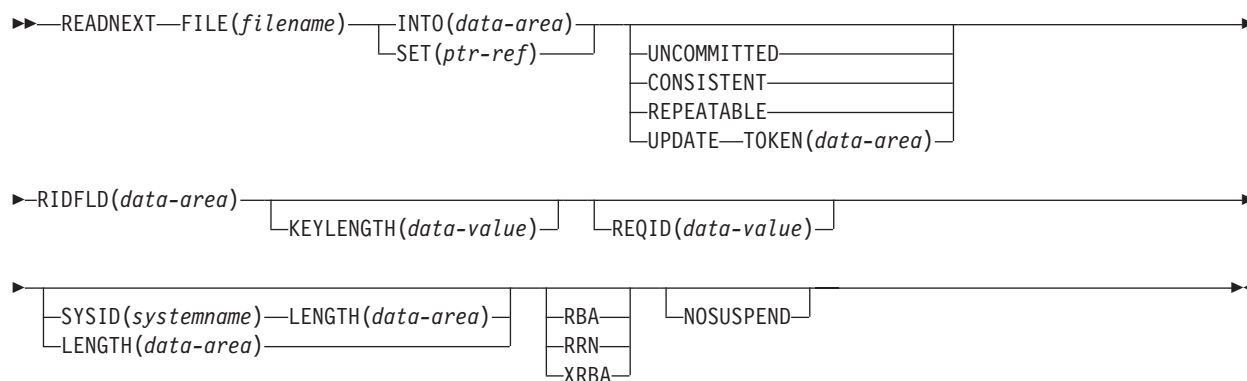 ►►─READNEXT─FILE(filename)─INTO(data-area)─►
SET(ptr-ref)
UNCOMMITTED
CONSISTENT
REPEATABLE
UPDATE─TOKEN(data-area)
►─RIDFLD(data-area)─►
KEYLENGTH(data-value) REQID(data-value)
►─►◄
SYSID(systemname)─LENGTH(data-area) RBA NOSUSPEND
LENGTH(data-area) RRN
XRBA